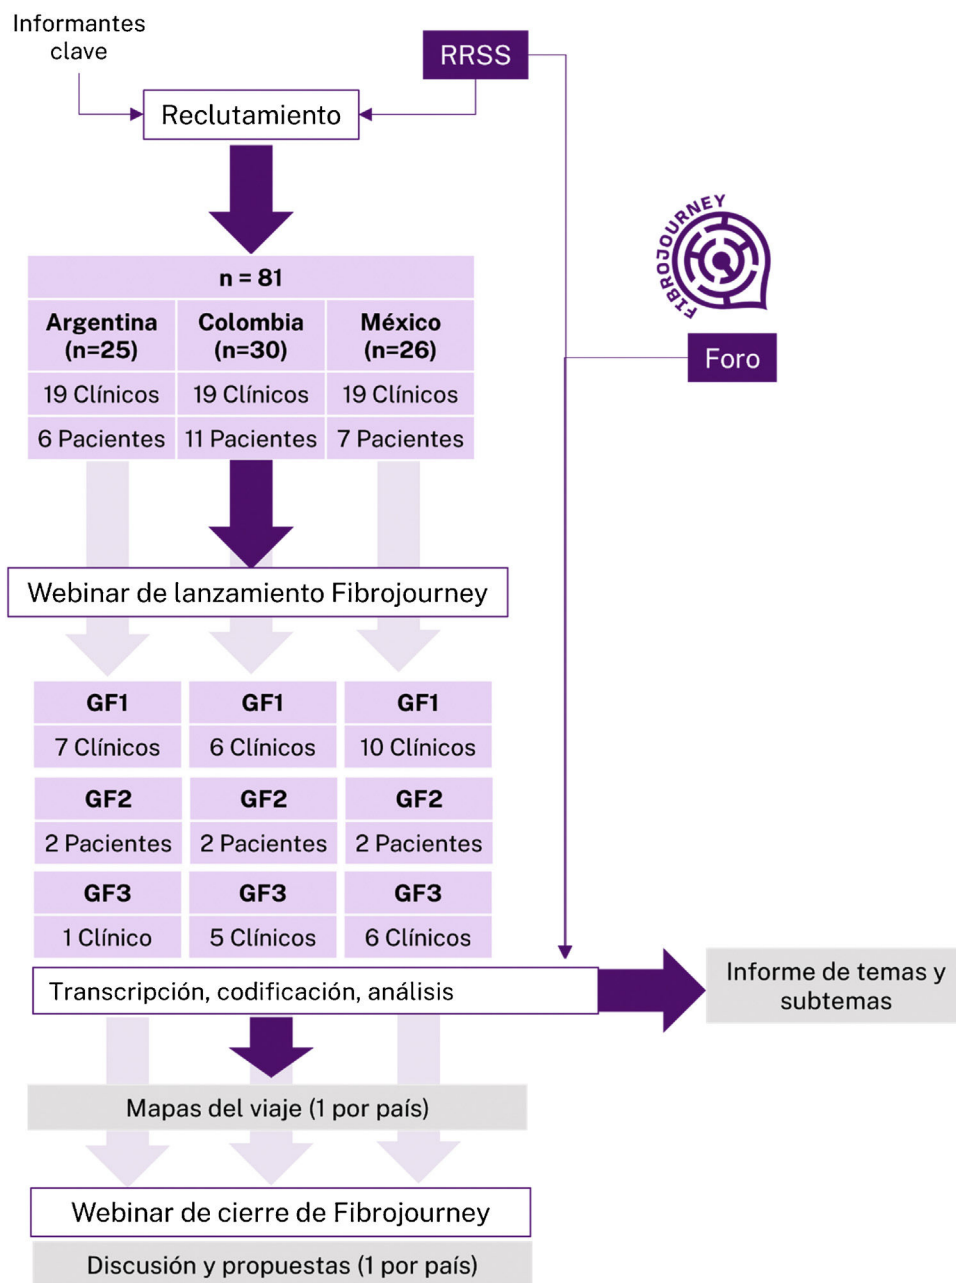 Informantes
clave
RRSS
Reclutamiento
FIBROJOURNEY
Foro
n = 81
Argentina
(n=25)
Colombia
(n=30)
México
(n=26)
19 Clínicos
19 Clínicos
19 Clínicos
6 Pacientes
11 Pacientes
7 Pacientes
Webinar de lanzamiento Fibrojourney
GF1
GF1
GF1
7 Clínicos
6 Clínicos
10 Clínicos
GF2
GF2
GF2
2 Pacientes
2 Pacientes
2 Pacientes
GF3
GF3
GF3
1 Clínico
5 Clínicos
6 Clínicos
Transcripción, codificación, análisis
Informe de temas y
subtemas
Mapas del viaje (1 por país)
Webinar de cierre de Fibrojourney
Discusión y propuestas (1 por país)